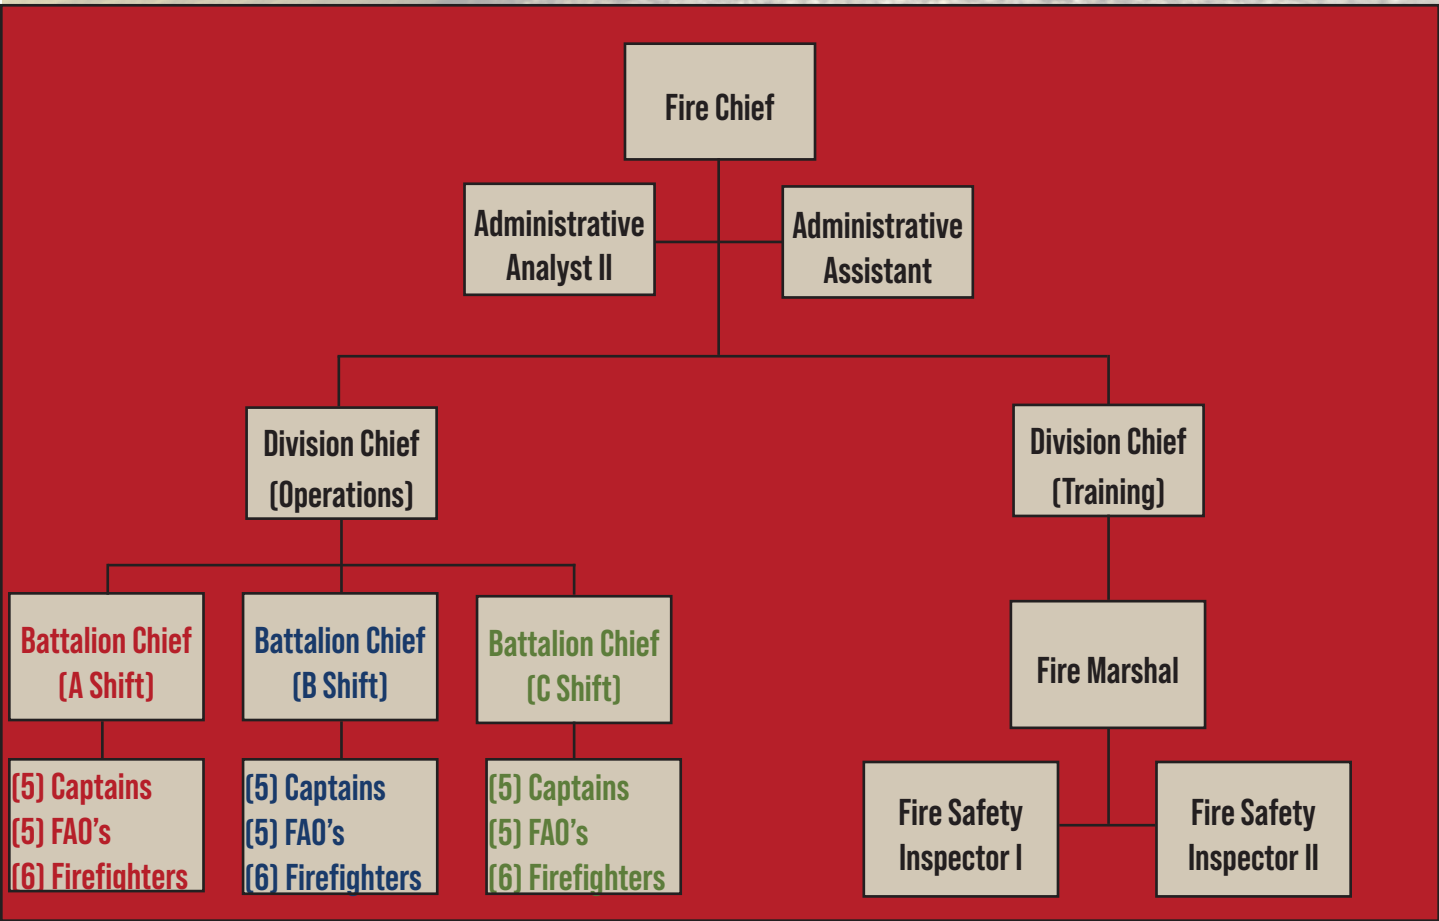 Fire Chief
Administrative
Analyst II
Administrative
Assistant
Division Chief
(Operations)
Division Chief
(Training)
Battalion Chief
(A Shift)
Battalion Chief
(B Shift)
Battalion Chief
(C Shift)
Fire Marshal
(5) Captains
(5) FAO’s
(6) Firefighters
(5) Captains
(5) FAO’s
(6) Firefighters
(5) Captains
(5) FAO’s
(6) Firefighters
Fire Safety
Inspector I
Fire Safety
Inspector II